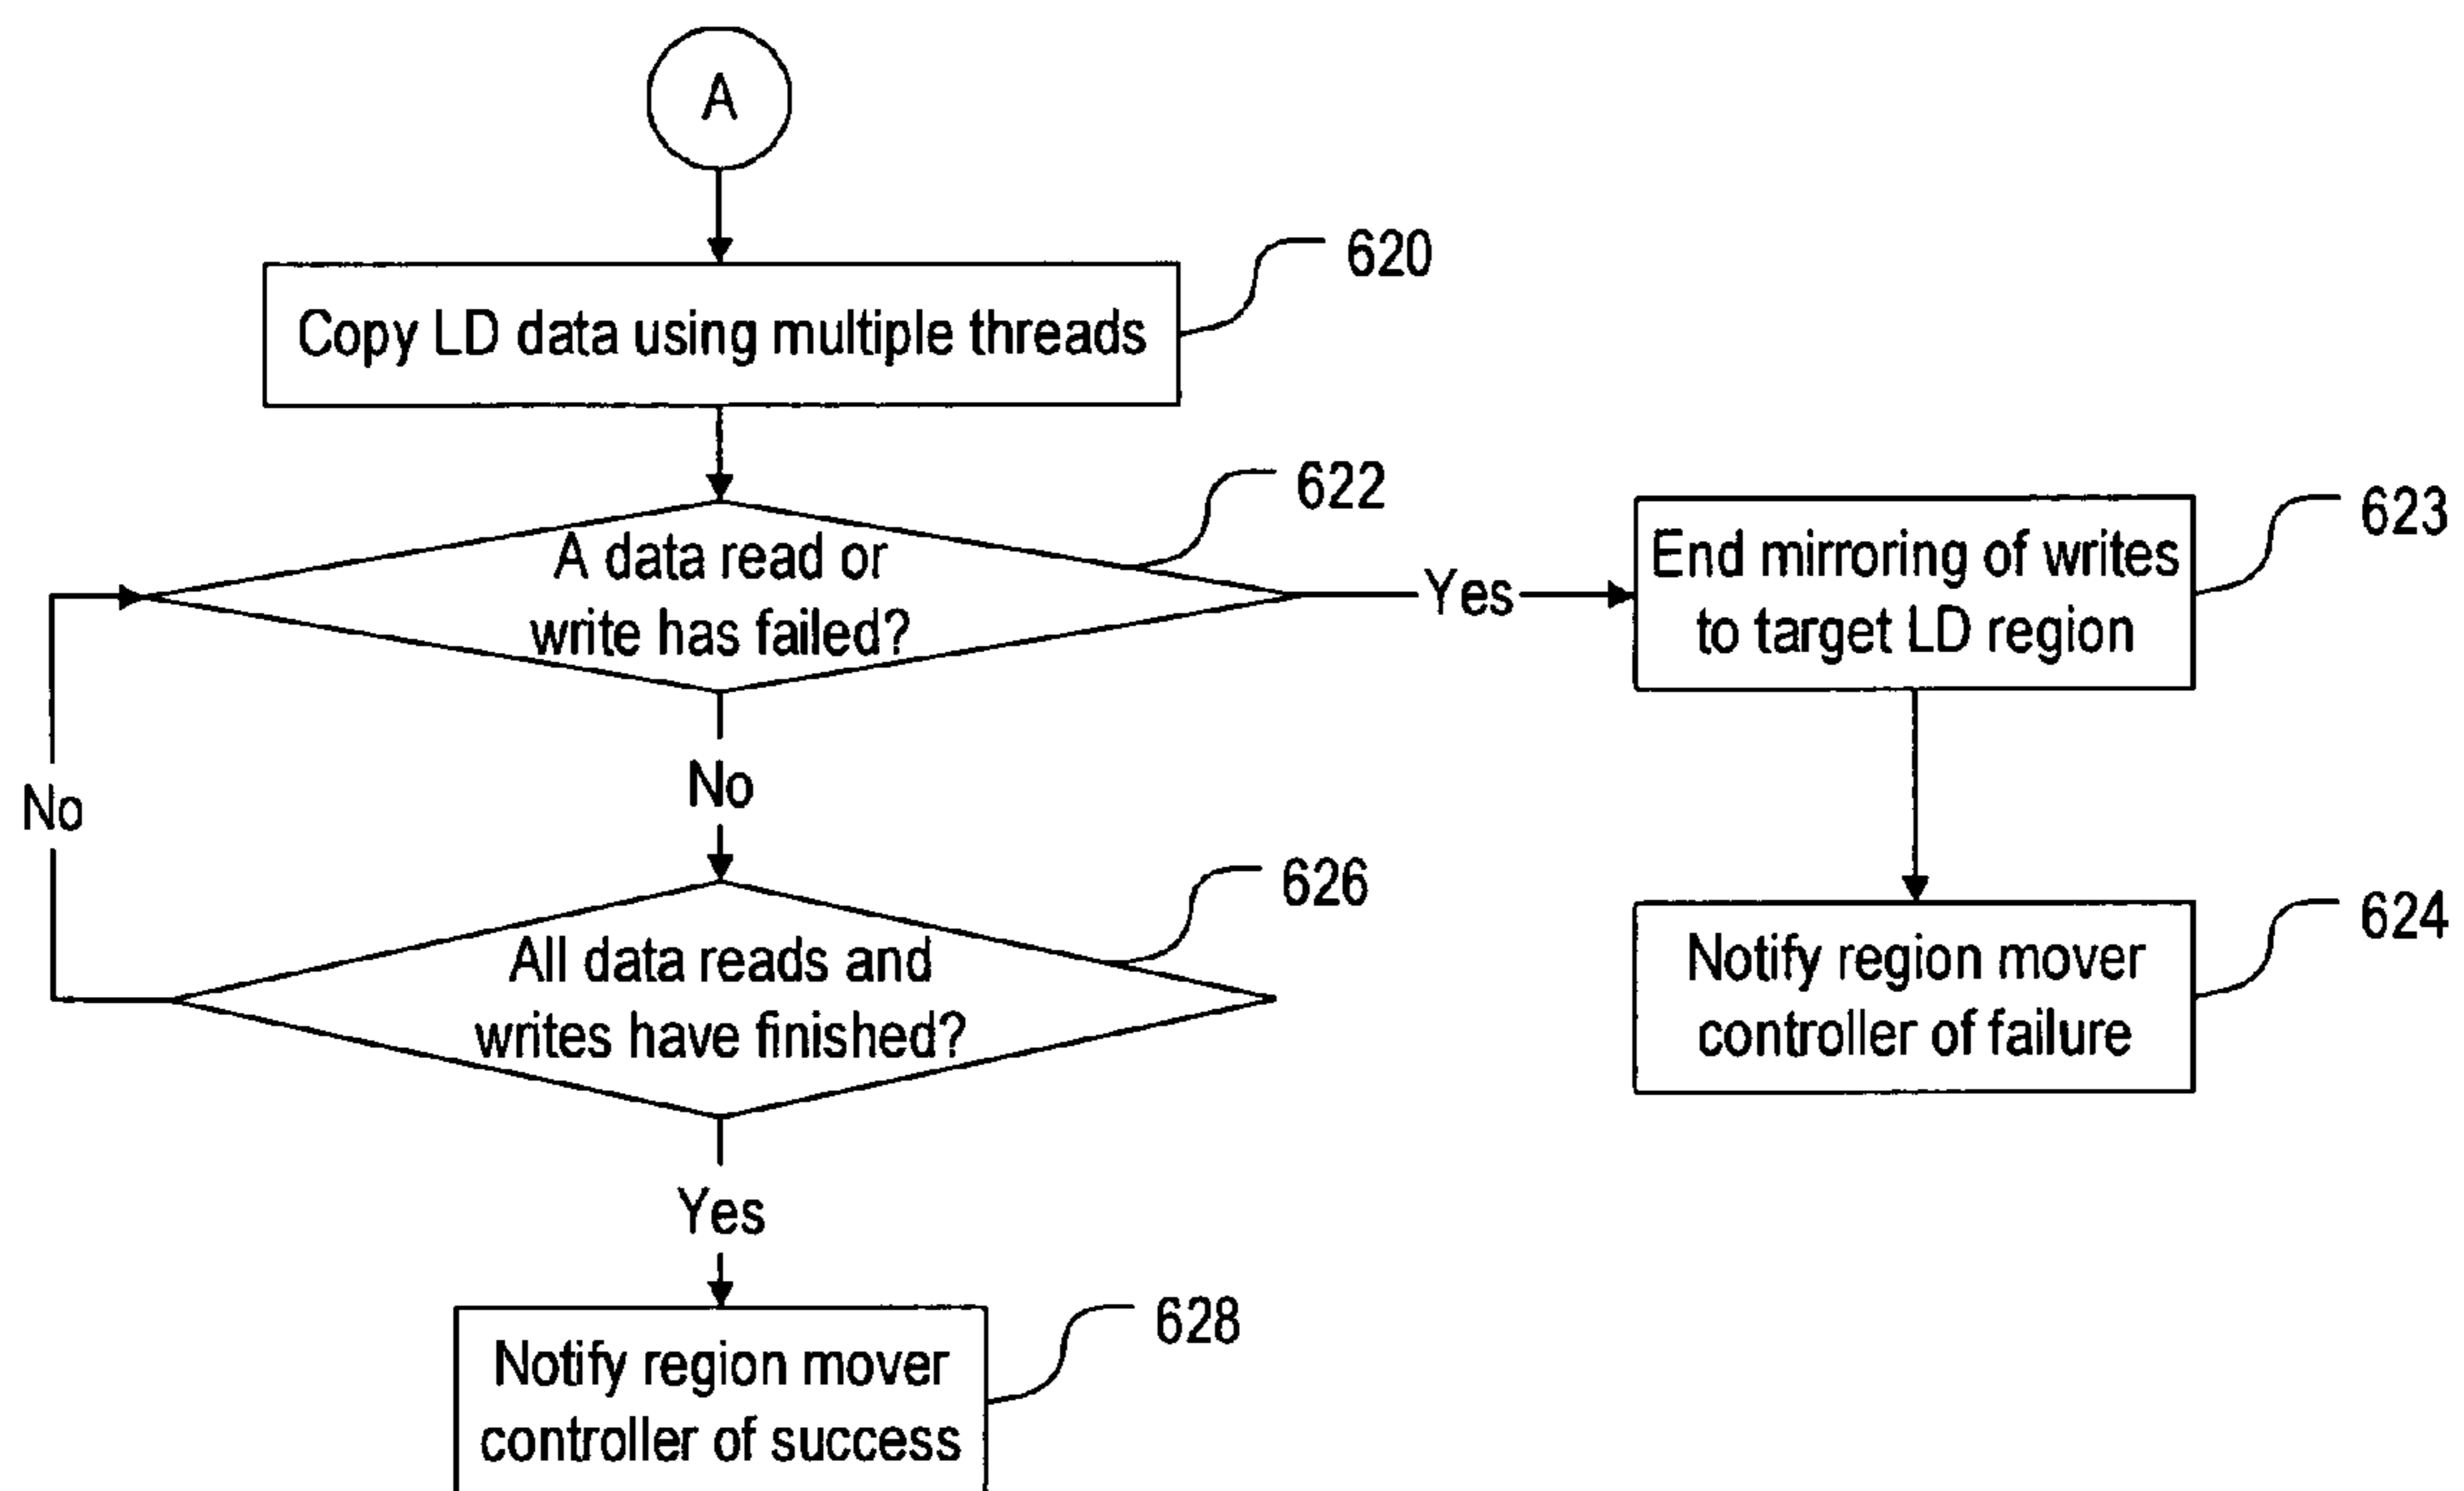 A
620
Copy LD data using multiple threads
622
A data read or
write has failed?
Yes
623
End mirroring of writes
to target LD region
No
No
626
All data reads and
writes have finished?
624
Notify region mover
controller of failure
Yes
628
Notify region mover
controller of success